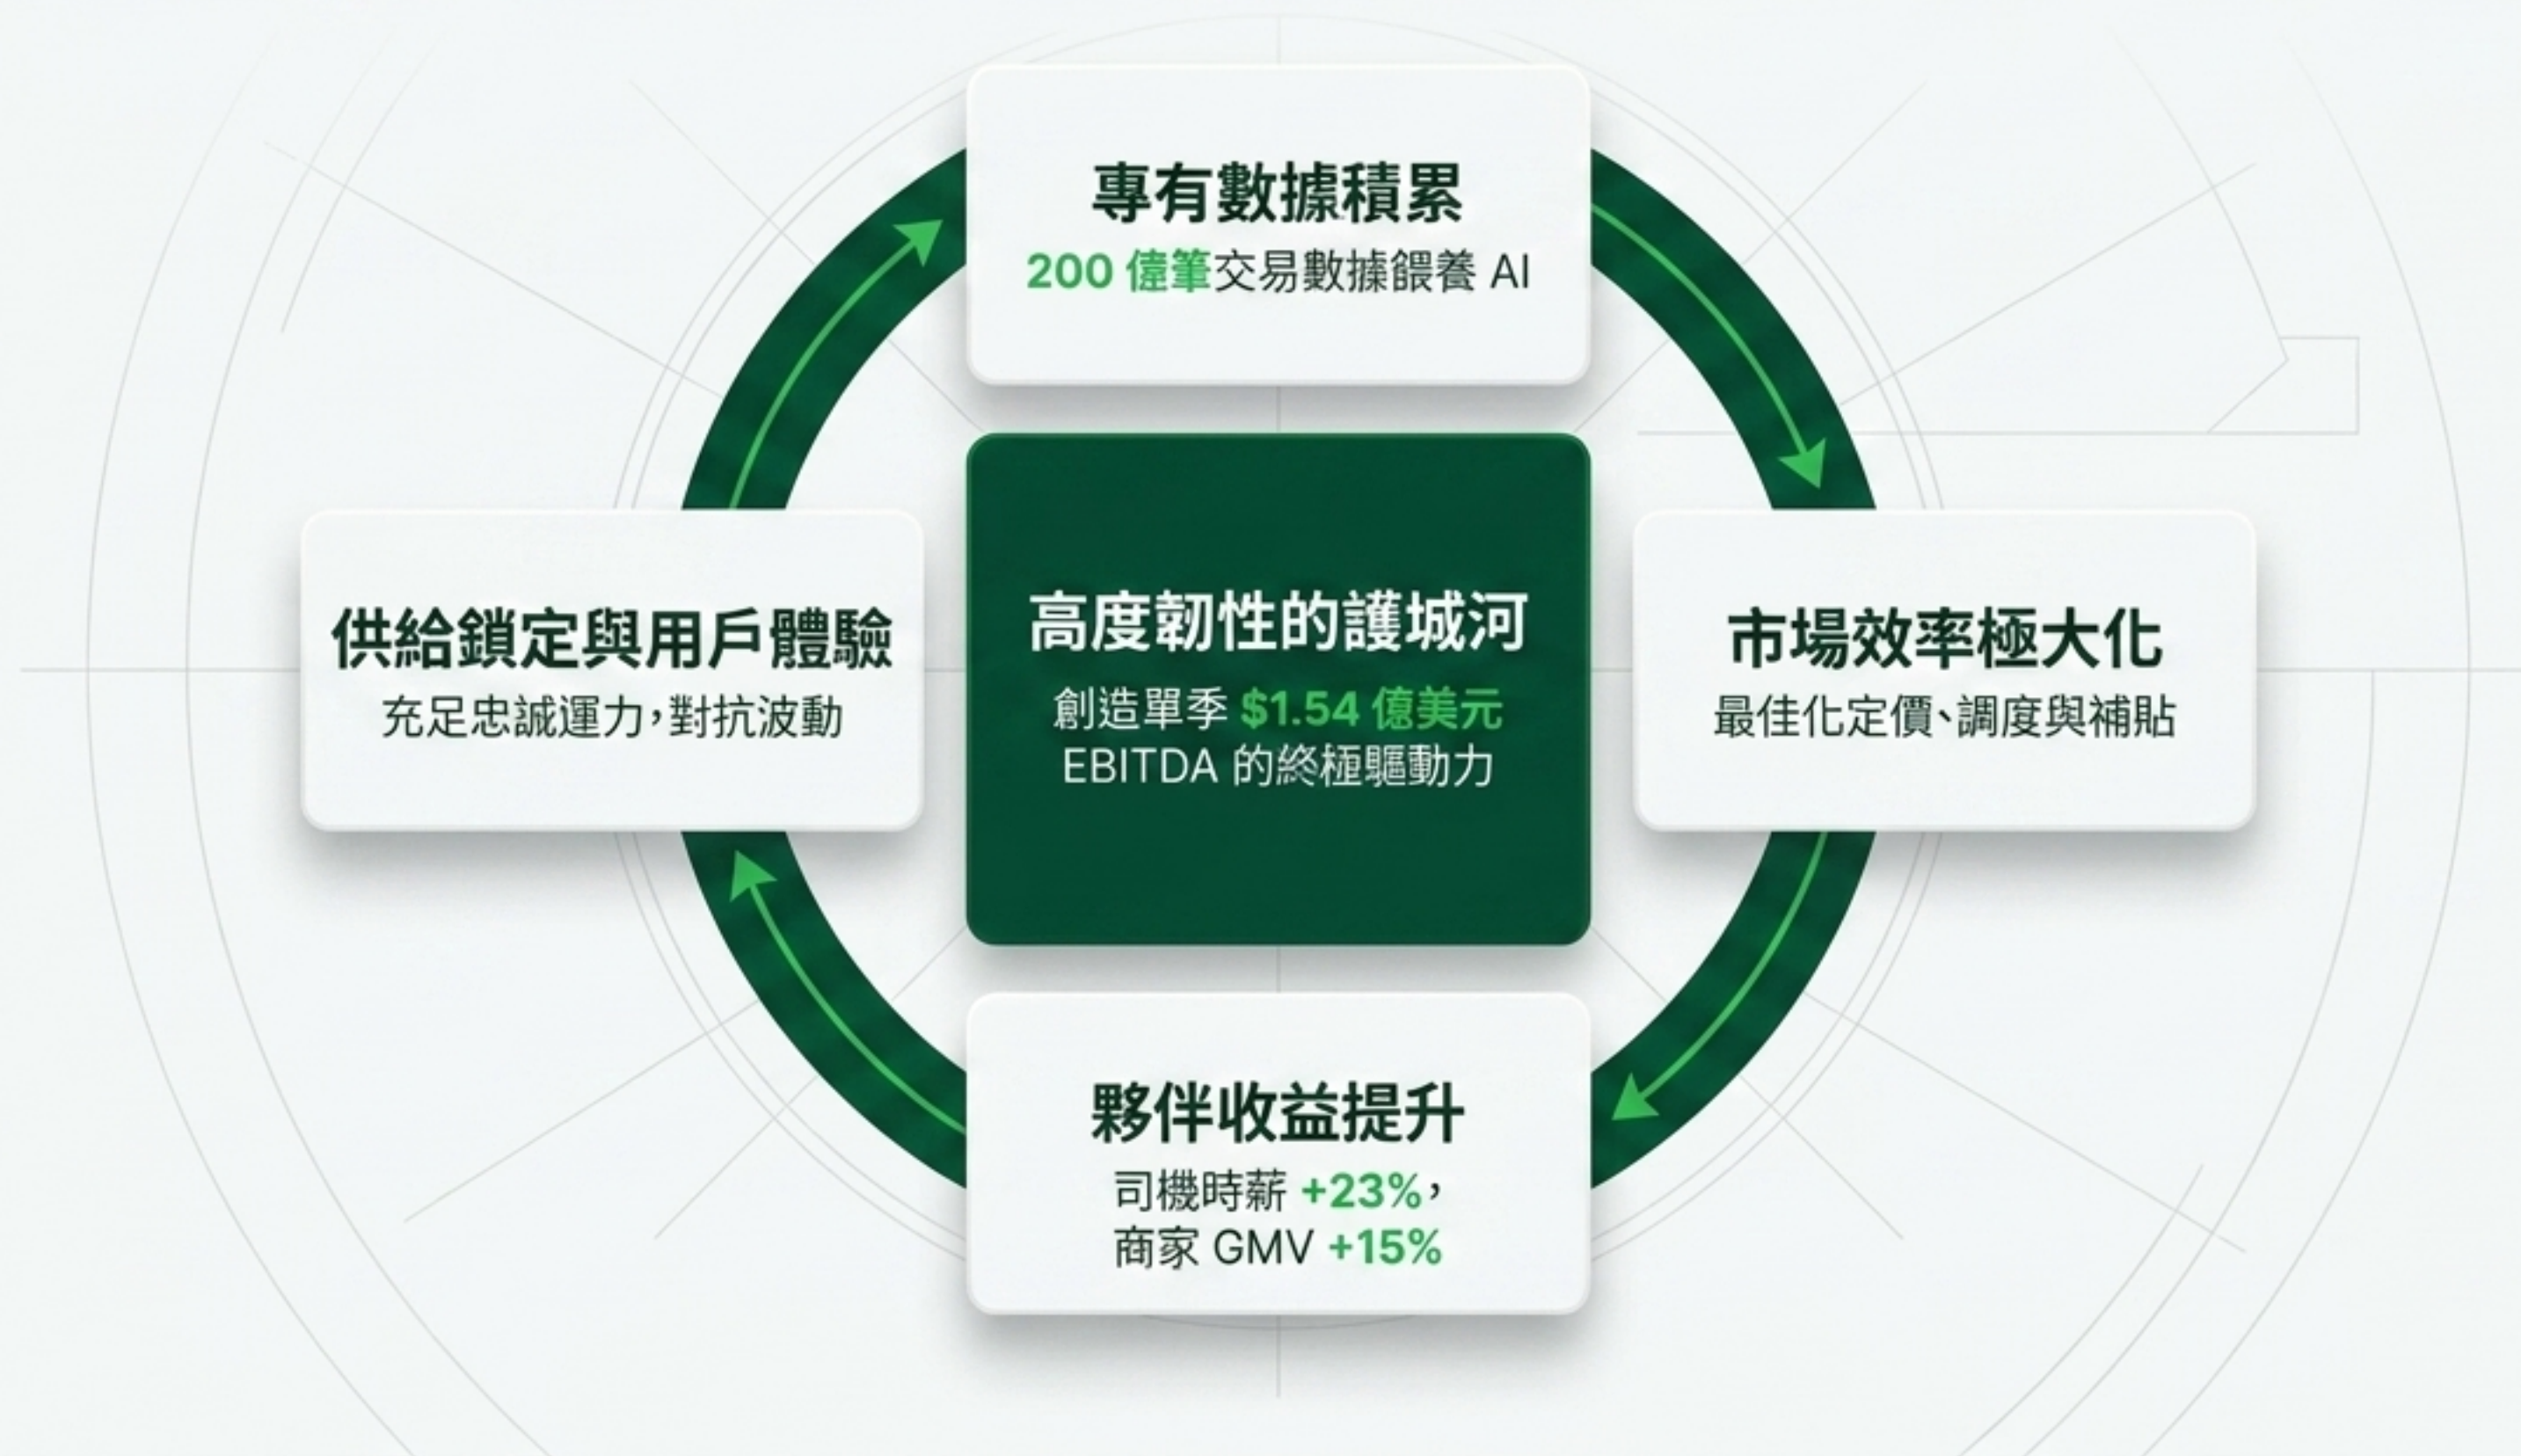 專有數據積累
200 億筆交易數據餵養 AI
供給鎖定與用戶體驗
充足忠誠運力，對抗波動
高度韌性的護城河
創造單季 $1.54 億美元
EBITDA 的終極驅動力
市場效率極大化
最佳化定價、調度與補貼
夥伴收益提升
司機時薪 +23%，
商家 GMV +15%